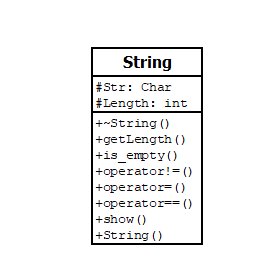 String
#Str: Char
#Length: int
+~String()
+getLength()
+is_empty()
+operator!=()
+operator=()
+operator==()
+show()
+String()